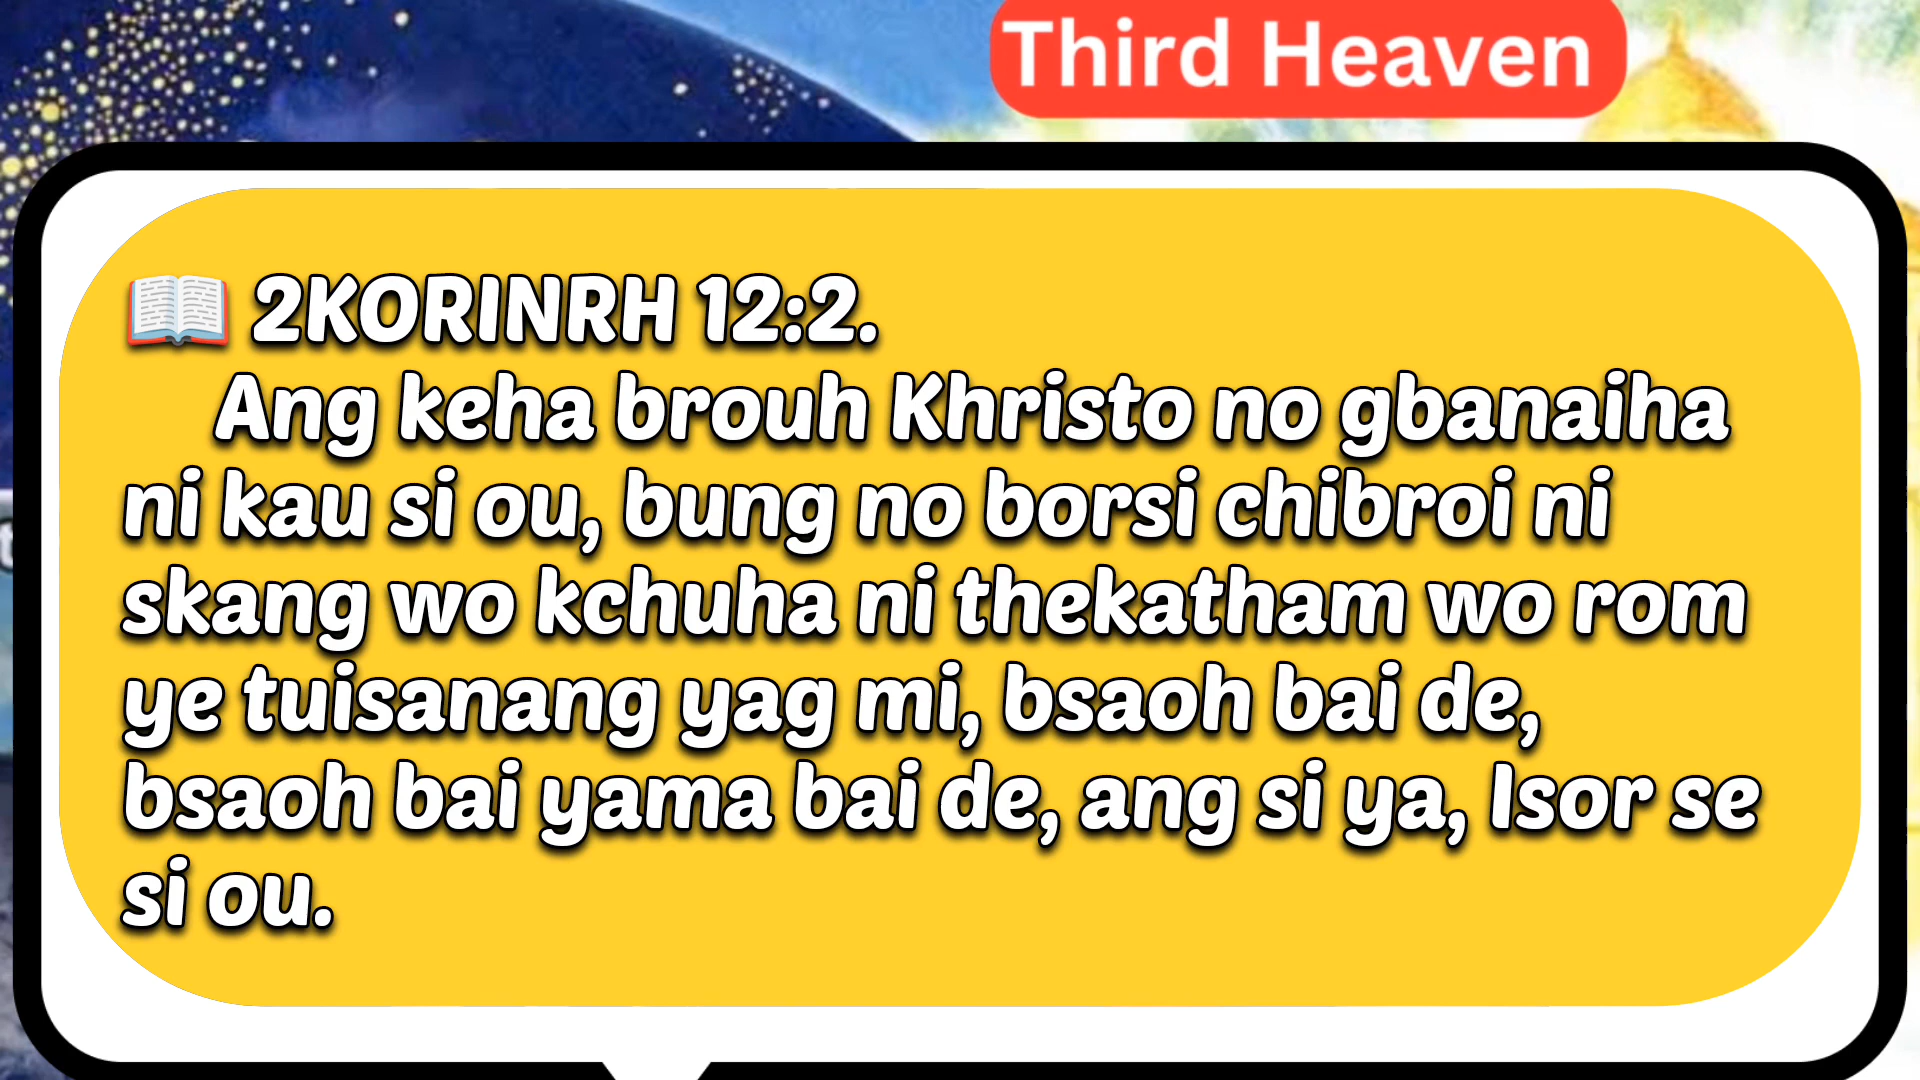 Third Heaven
📖 2KORINRH 12:2.
Ang keha brouh Khristo no gbanaiha
ni kau si ou, bung no borsi chibroi ni
skang wo kchuha ni thekatham wo rom
ye tuisanang yag mi, bsaoh bai de,
bsaoh bai yama bai de, ang si ya, Isor se
si ou.